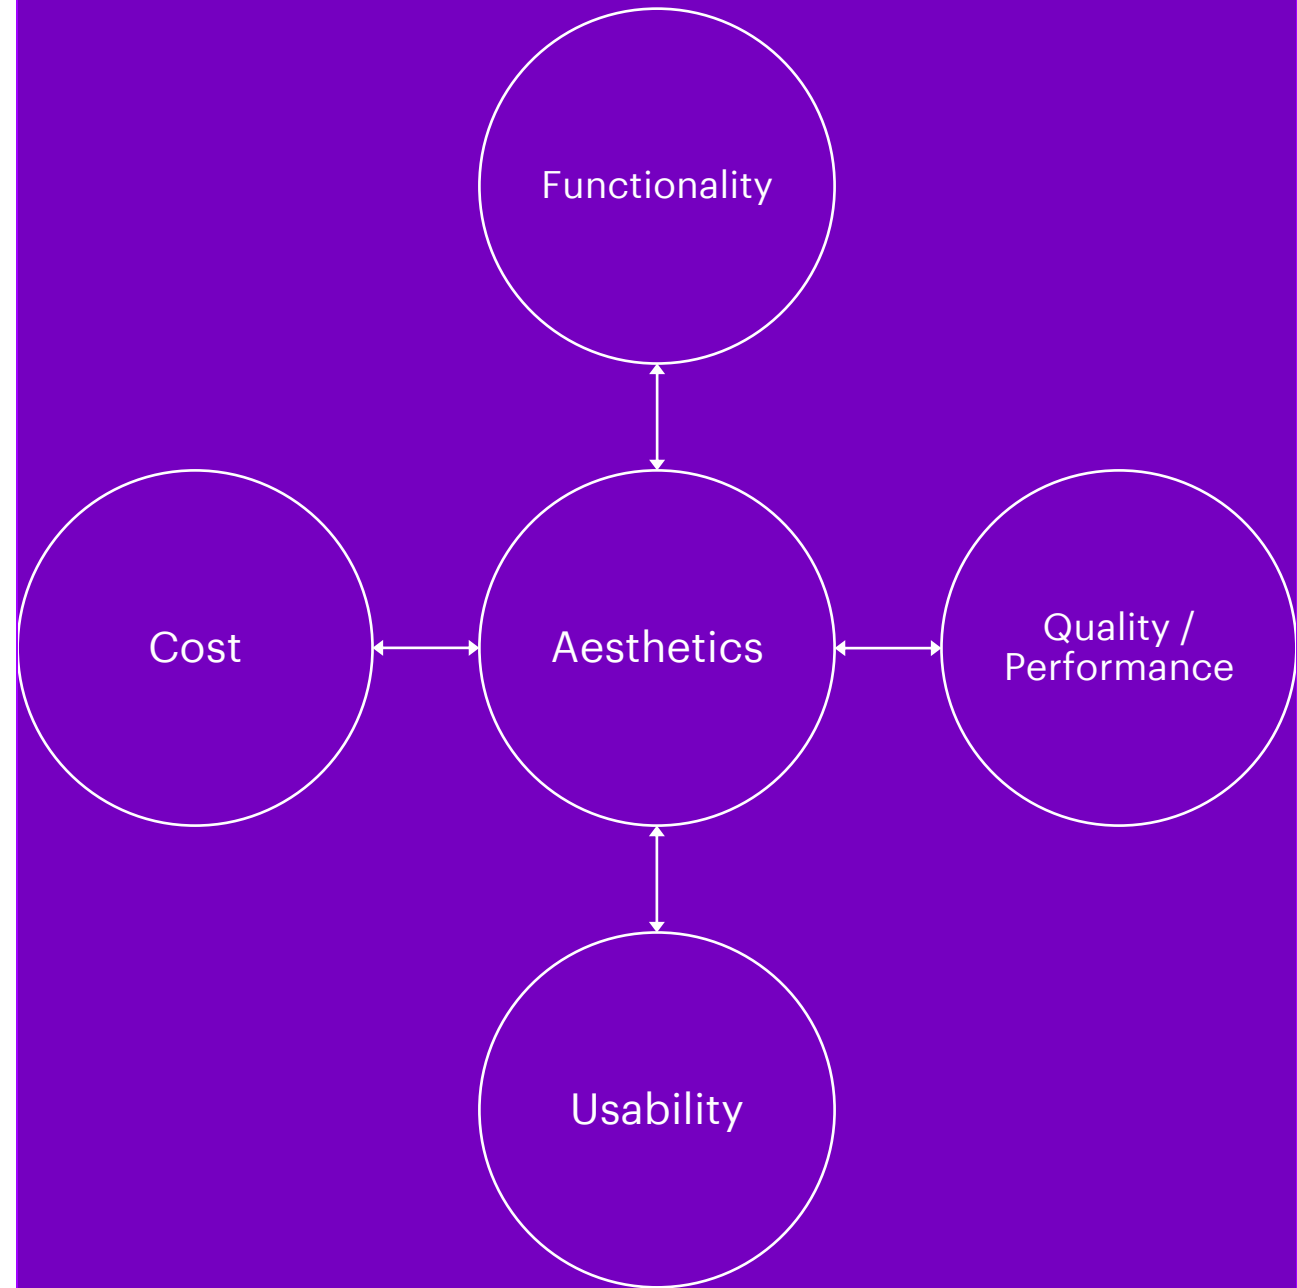 Functionality
Cost
Aesthetics
Quality /
Performance
Usability